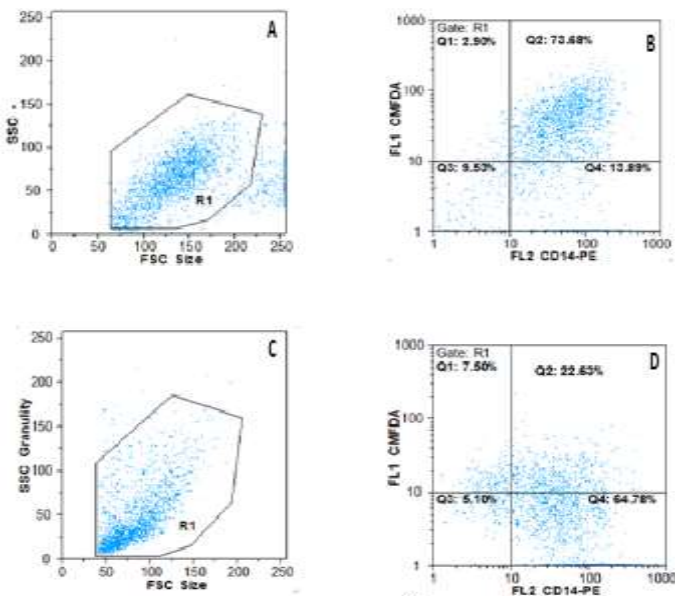 A
SSC
250
200
150
100
50
0
R1
0 50 100 150 200 250
FSC Size
B
Gate: R1
Q1: 2.90%
Q2: 73.68%
FL1 CMFDA
1000
100
10
1
Q3: 9.53%
Q4: 13.89%
1 10 100 1000
FL2 CD14-PE
C
SSC Granulity
250
200
150
100
50
0
R1
0 50 100 150 200 250
FSC Size
D
Gate: R1
Q1: 7.50%
Q2: 22.63%
FL1 CMFDA
1000
100
10
1
Q3: 5.10%
Q4: 64.78%
1 10 100 1000
FL2 CD14-PE